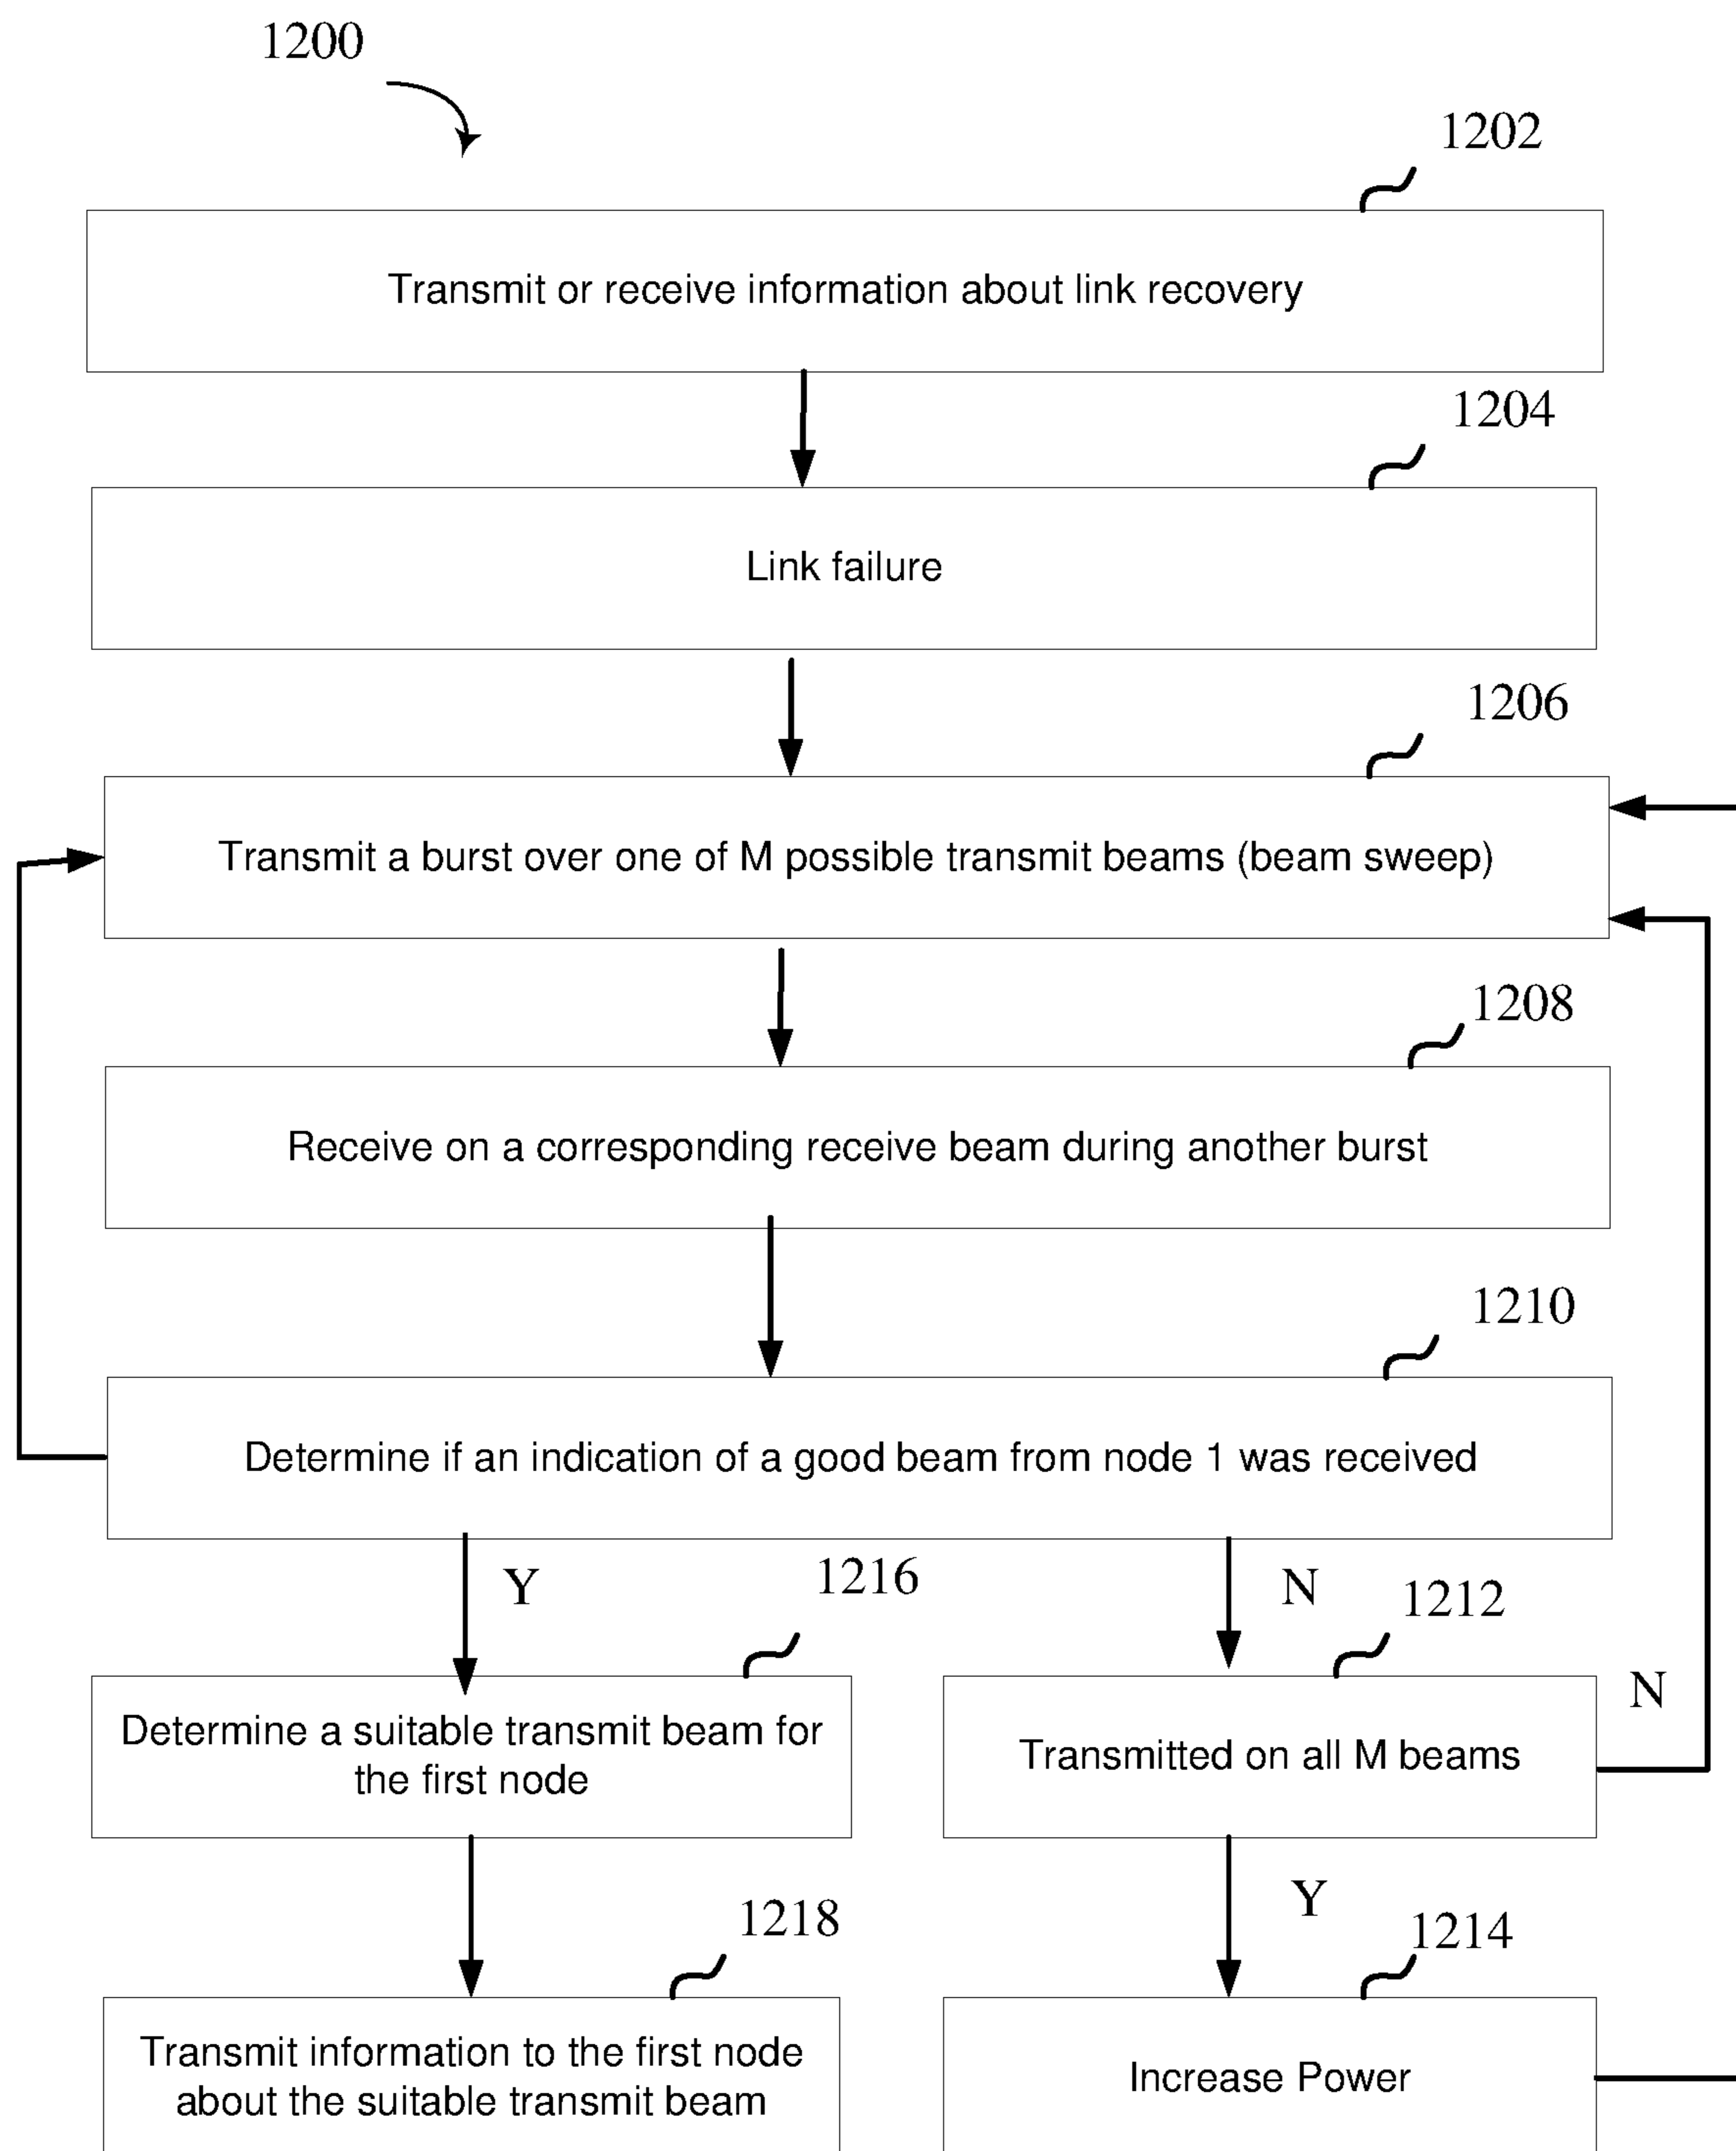 1200
1202
Transmit or receive information about link recovery
1204
Link failure
1206
Transmit a burst over one of M possible transmit beams (beam sweep)
1208
Receive on a corresponding receive beam during another burst
1210
Determine if an indication of a good beam from node 1 was received
Y
1216
N
1212
Determine a suitable transmit beam for
the first node
Transmitted on all M beams
N
Y
1218
1214
Transmit information to the first node
about the suitable transmit beam
Increase Power